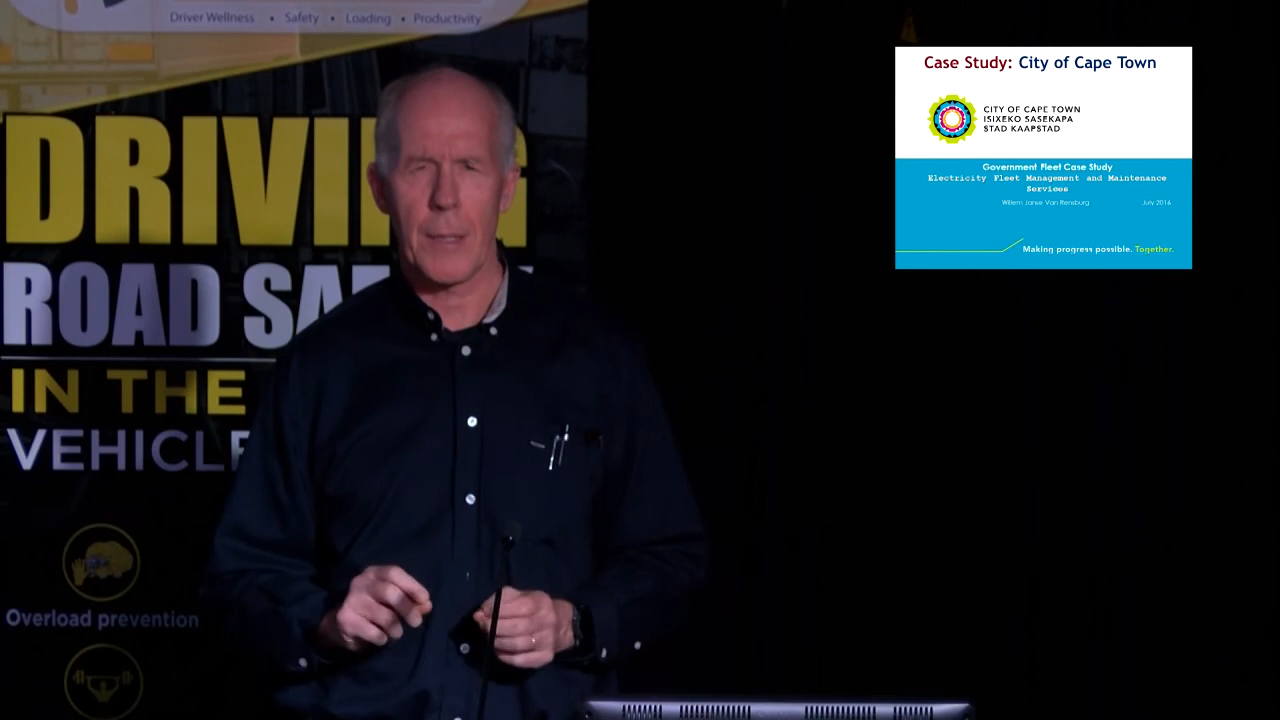 Driver Wellness • Safety • Loading • Productivity
DRIVING
ROAD SA
IN THE
VEHICLE
Overload prevention
Case Study: City of Cape Town
CITY OF CAPE TOWN
ISIXEKO SASEKAPA
STAD KAAPSTAD
Government Fleet Case Study
Electricity Fleet Management and Maintenance
Services
Willem Janse Van Rensburg July 2016
Making progress possible. Together.